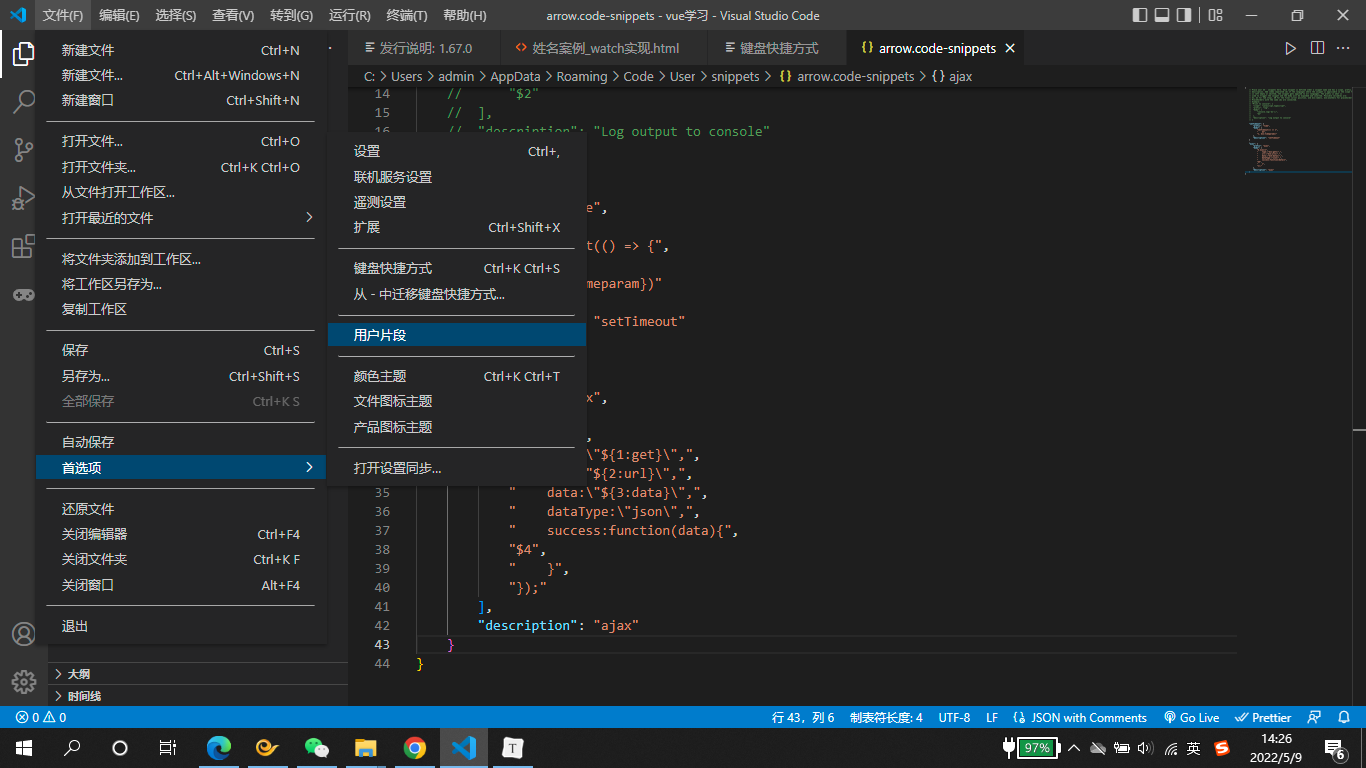 文件(F) 编辑(E) 选择(S) 查看(V) 转到(G) 运行(R) 终端(T) 帮助(H) arrow.code-snippets - vue学习 - Visual Studio Code
发行说明: 1.67.0 姓名案例_watch实现.html 键盘快捷方式 {} arrow.code-snippets
C: > Users > admin > AppData > Roaming > Code > User > snippets > {} arrow.code-snippets > {} ajax
新建文件 Ctrl+N
新建文件... Ctrl+Alt+Windows+N
新建窗口 Ctrl+Shift+N
打开文件... Ctrl+O
打开文件夹... Ctrl+K Ctrl+O
从文件打开工作区...
打开最近的文件
将文件夹添加到工作区...
将工作区另存为...
复制工作区
保存 Ctrl+S
另存为... Ctrl+Shift+S
全部保存 Ctrl+K S
自动保存
首选项
还原文件
关闭编辑器 Ctrl+F4
关闭文件夹 Ctrl+K F
关闭窗口 Alt+F4
退出
设置 Ctrl+,
联机服务设置
遥测设置
扩展 Ctrl+Shift+X
键盘快捷方式 Ctrl+K Ctrl+S
从 - 中迁移键盘快捷方式...
用户片段
颜色主题 Ctrl+K Ctrl+T
文件图标主题
产品图标主题
打开设置同步...
14 // "$2"
15 // ],
16 // "description": "Log output to console"
e",
t(() => {",
meparam})"
"setTimeout"
x",
,
\"${1:get}\",",
"${2:url}\",",
35 " data:\"${3:data}\",",
36 " dataType:\"json\",",
37 " success:function(data){",
38 "$4",
39 " }",
40 "});"
41 ],
42 "description": "ajax"
43 }
44 }
大纲
时间线
0 0 行 43，列 6 制表符长度: 4 UTF-8 LF {} JSON with Comments Go Live Prettier
97% 英 14:26
2022/5/9 6